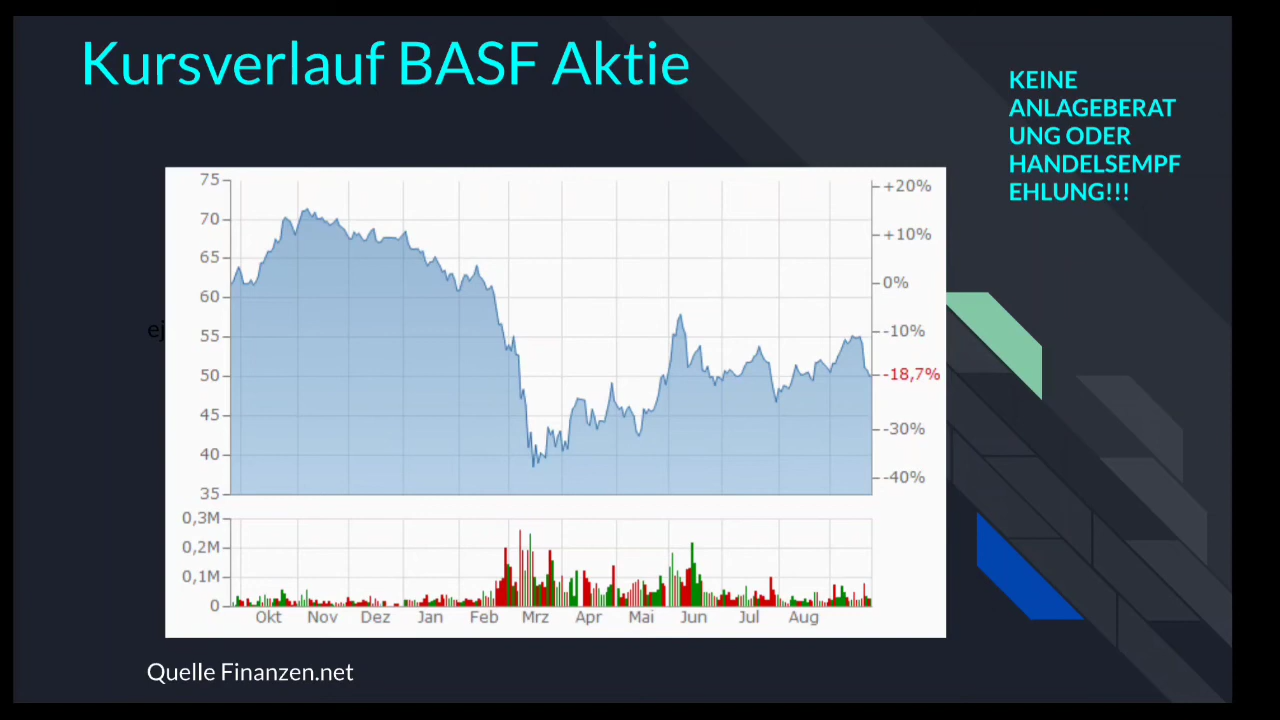 Kursverlauf BASF Aktie
KEINE
ANLAGEBERAT
UNG ODER
HANDELSEMPF
EHLUNG!!!
75
70
65
60
55
50
45
40
35
+20%
+10%
0%
-10%
-18,7%
-30%
-40%
ej
0,3M
0,2M
0,1M
0
Okt Nov Dez Jan Feb Mrz Apr Mai Jun Jul Aug
Quelle Finanzen.net